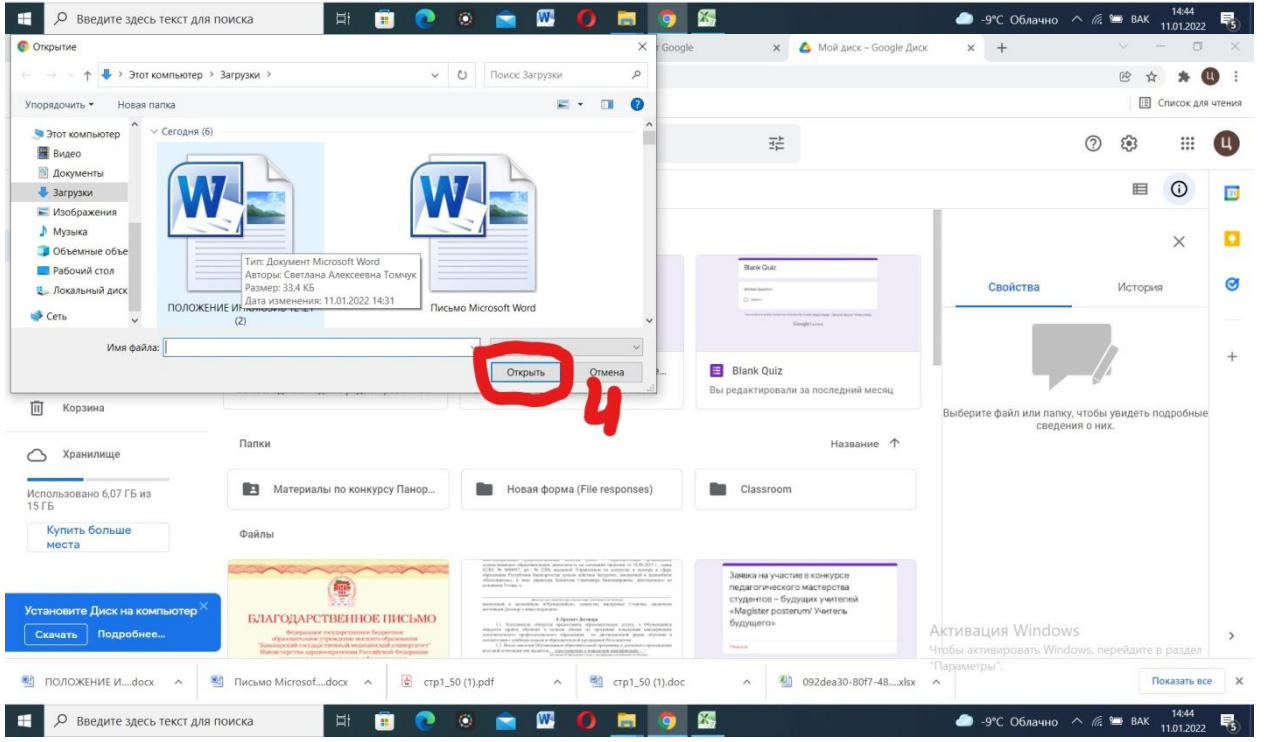 Введите здесь текст для поиска
-9°C Облачно
ВАК
14:44
11.01.2022
5
Открытие
r Google
Мой диск – Google Диск
Этот компьютер
Загрузки
Поиск: Загрузки
Упорядочить
Новая папка
Список для чтения
Этот компьютер
Видео
Документы
Загрузки
Изображения
Музыка
Объемные объе
Рабочий стол
Локальный диск
Сеть
Сегодня (6)
Тип: Документ Microsoft Word
Авторы: Светлана Алексеевна Томчук
Размер: 33,4 КБ
Дата изменения: 11.01.2022 14:31
ПОЛОЖЕНИЕ
(2)
Письмо Microsoft Word
Имя файла:
Открыть
Отмена
4
Ц
Blank Quiz
Blank Quiz
Вы редактировали за последний месяц
Свойства
История
Выберите файл или папку, чтобы увидеть подробные
сведения о них.
Корзина
Хранилище
Использовано 6,07 ГБ из
15 ГБ
Купить больше
места
Папки
Название
Материалы по конкурсу Панор...
Новая форма (File responses)
Classroom
Файлы
БЛАГОДАРСТВЕННОЕ ПИСЬМО
Заявка на участие в конкурсе
педагогического мастерства
студентов – будущих учителей
«Magister posterum/ Учитель
будущего»
Установите Диск на компьютер
Скачать
Подробнее...
Активация Windows
Чтобы активировать Windows, перейдите в раздел
"Параметры".
ПОЛОЖЕНИЕ И....docx
Письмо Microsof....docx
стр1_50 (1).pdf
стр1_50 (1).doc
092dea30-80f7-48....xlsx
Показать все
Введите здесь текст для поиска
-9°C Облачно
ВАК
14:44
11.01.2022
5